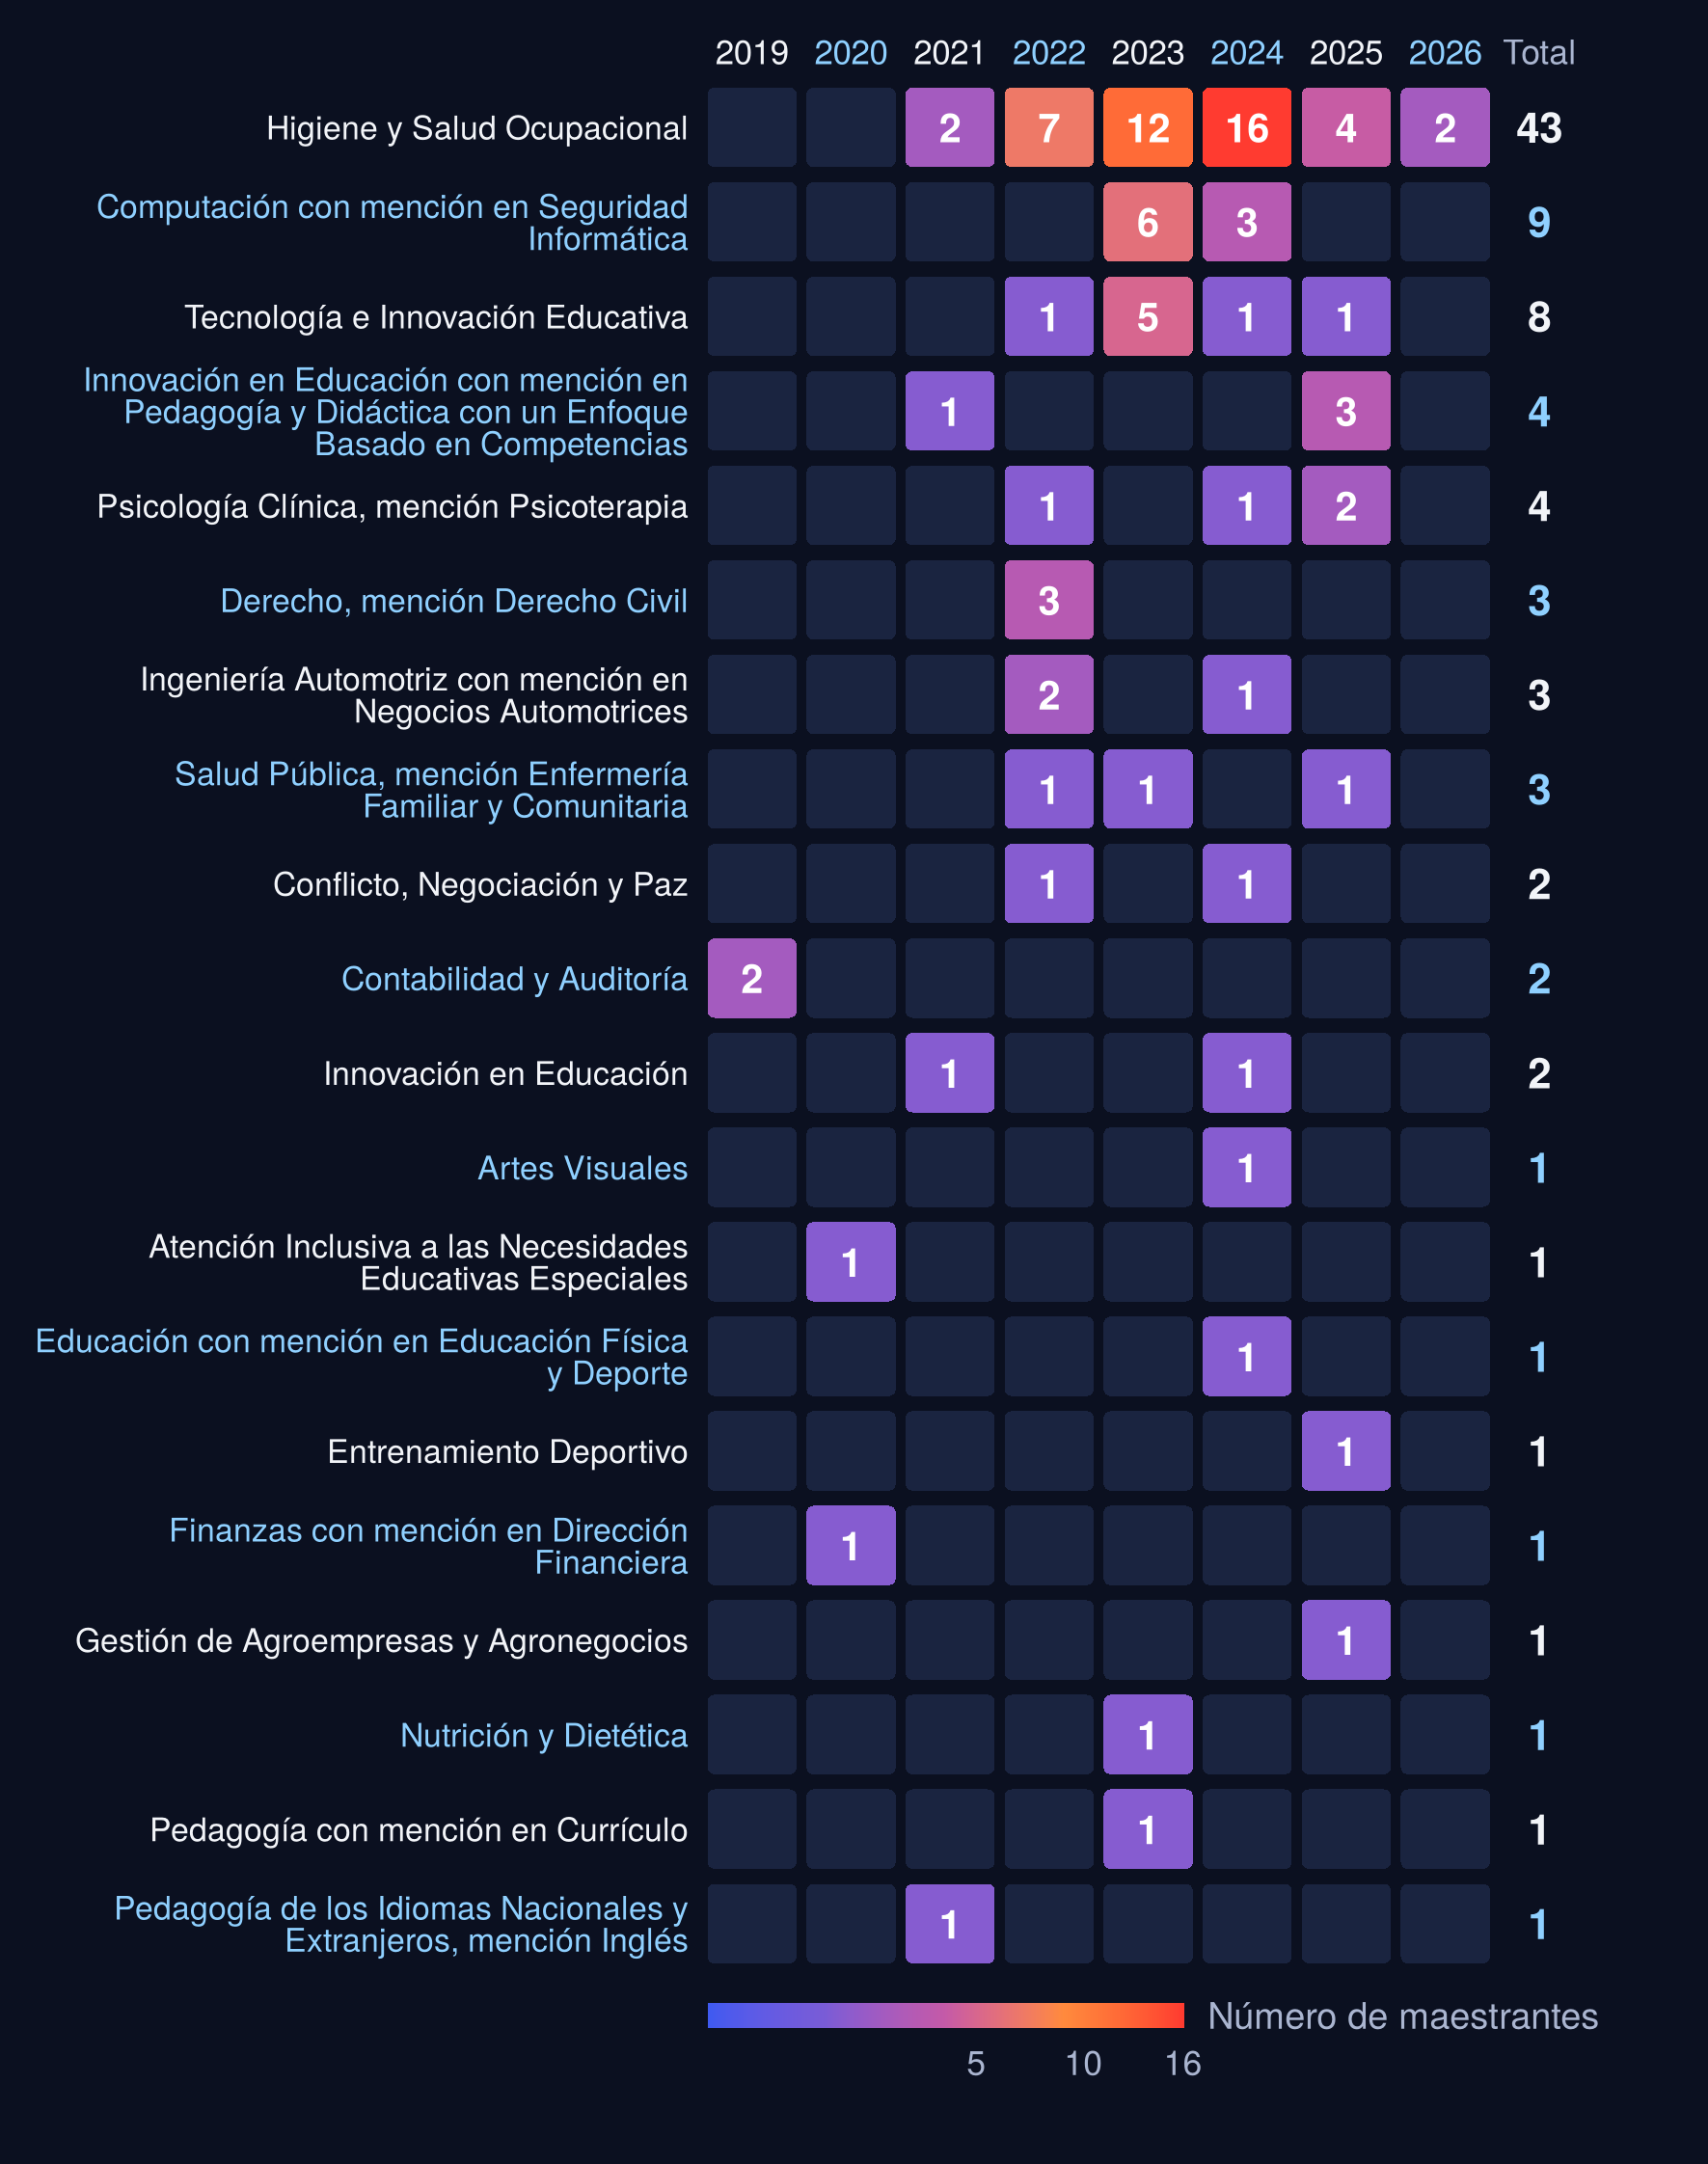 2019 2020 2021 2022 2023 2024 2025 2026 Total
Higiene y Salud Ocupacional 2 7 12 16 4 2 43
Computación con mención en Seguridad
Informática 6 3 9
Tecnología e Innovación Educativa 1 5 1 1 8
Innovación en Educación con mención en
Pedagogía y Didáctica con un Enfoque 1 3 4
Basado en Competencias
Psicología Clínica, mención Psicoterapia 1 1 2 4
Derecho, mención Derecho Civil 3 3
Ingeniería Automotriz con mención en
Negocios Automotrices 2 1 3
Salud Pública, mención Enfermería
Familiar y Comunitaria 1 1 1 3
Conflicto, Negociación y Paz 1 1 2
Contabilidad y Auditoría 2 2
Innovación en Educación 1 1 2
Artes Visuales 1 1
Atención Inclusiva a las Necesidades
Educativas Especiales 1 1
Educación con mención en Educación Física
y Deporte 1 1
Entrenamiento Deportivo 1 1
Finanzas con mención en Dirección
Financiera 1 1
Gestión de Agroempresas y Agronegocios 1 1
Nutrición y Dietética 1 1
Pedagogía con mención en Currículo 1 1
Pedagogía de los Idiomas Nacionales y
Extranjeros, mención Inglés 1 1
Número de maestrantes
5 10 16